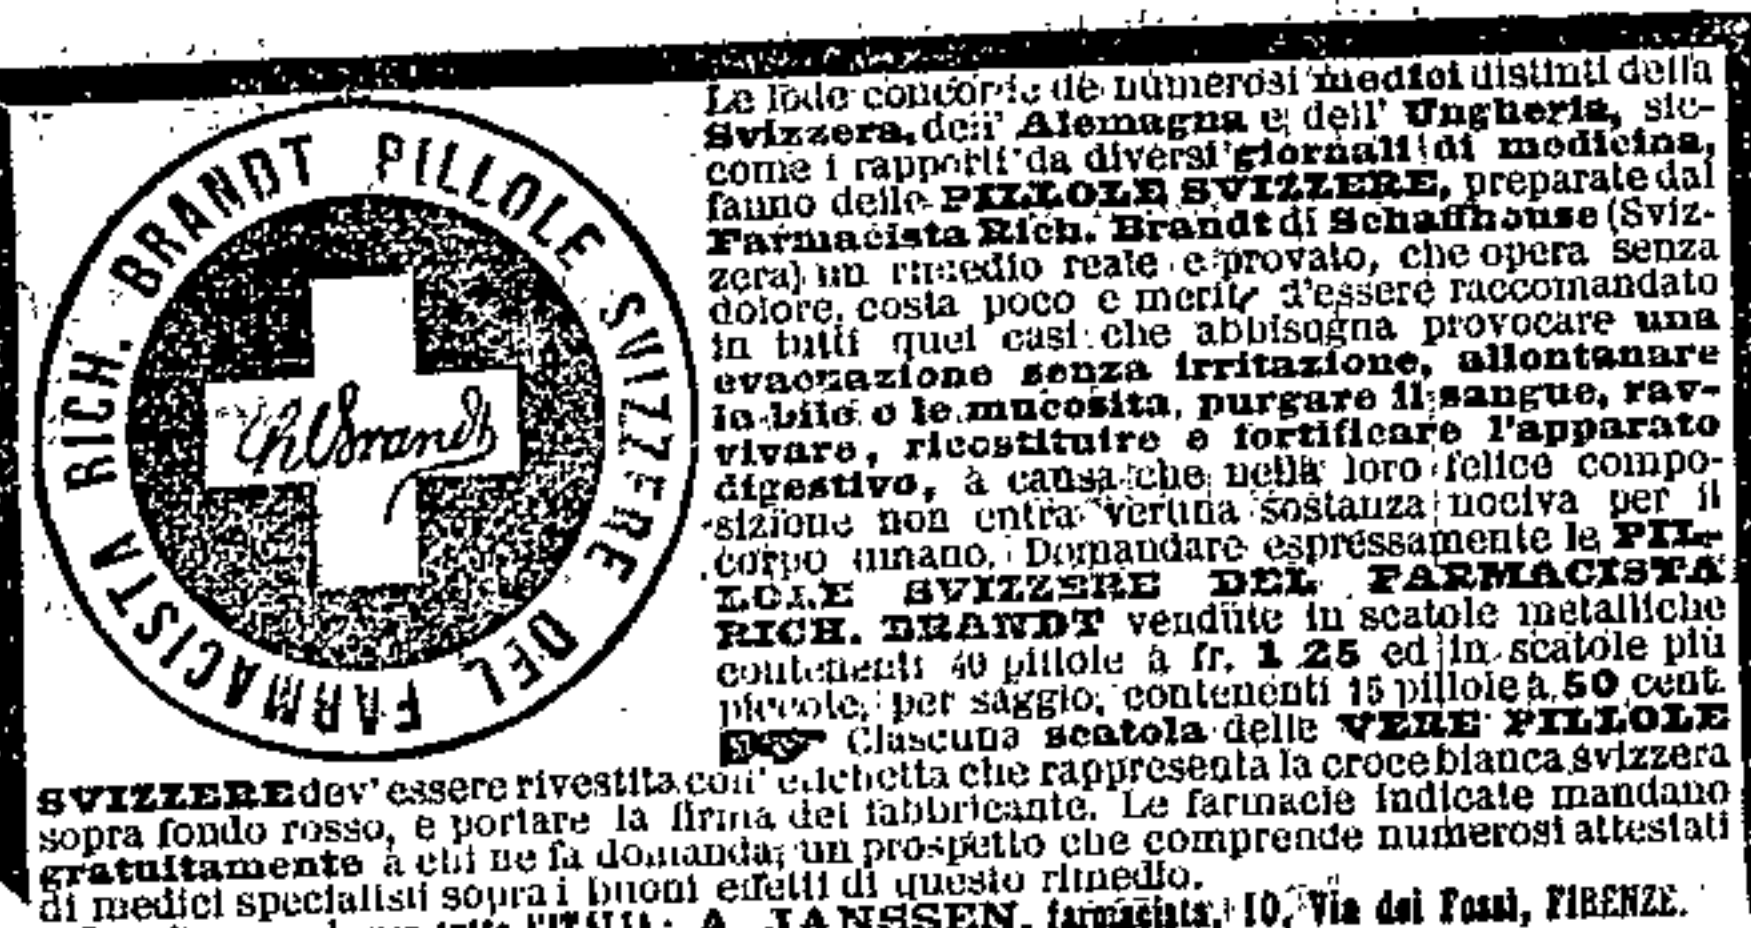 RICH. BRANDT PILLOLE SVIZZERE DEL FARMACISTA
Ch Brandt
Le lodo concordi de numerosi medici distinti della
Svizzera, dell' Alemagna e dell' Ungheria, sic-
come i rapporti da diversi giornali di medicina,
fanno delle PILLOLE SVIZZERE, preparate dal
Farmacista Rich. Brandt di Schaffhouse (Sviz-
zera) un rimedio reale e provato, che opera senza
dolore, costa poco e merita d'essere raccomandato
in tutti quei casi che abbisogna provocare una
evacuazione senza irritazione, allontanare
la bile o le mucosita, purgare il sangue, rav-
vivare, ricostituire e fortificare l'apparato
digestivo, a causa che nella loro felice compo-
sizione non entra veruna sostanza nociva per il
corpo umano. Domandare espressamente le PIL-
LOLE SVIZZERE DEL FARMACISTA
RICH. BRANDT vendute in scatole metalliche
contenenti 40 pillole a fr. 1 25 ed in scatole più
piccole, per saggio, contenenti 15 pillole a 50 cent.
Ciascuna scatola delle VERE PILLOLE
SVIZZERE dev' essere rivestita con' etichetta che rappresenta la croce bianca svizzera
sopra fondo rosso, e portare la firma del fabbricante. Le farmacie indicate mandano
gratuitamente a chi ne fa domanda, un prospetto che comprende numerosi attestati
di medici specialisti sopra i buoni effetti di questo rimedio.
tutta l'ITALIA: A. JANSSEN, farmacista, 10, Via dei Fossi, FIRENZE.